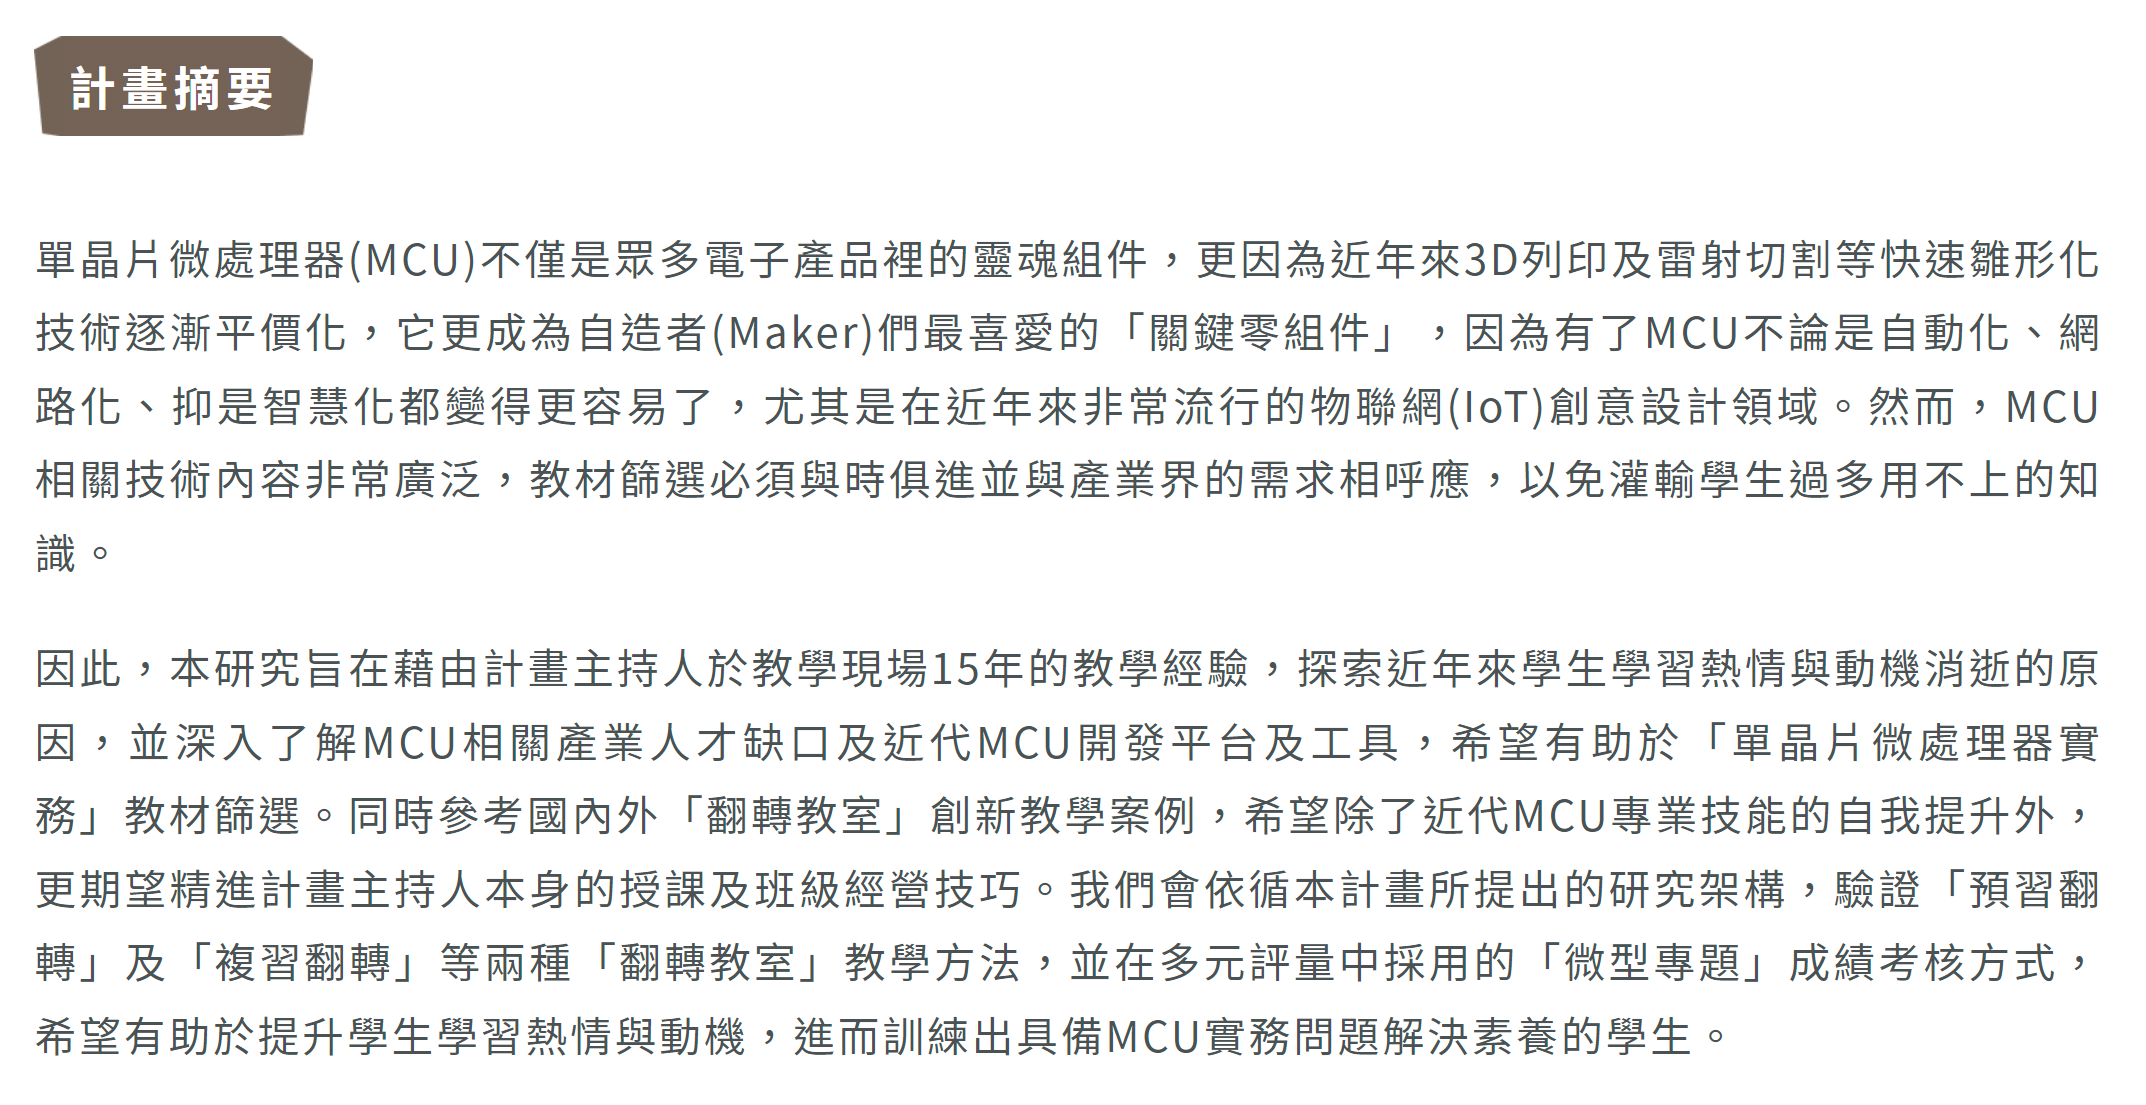 計畫摘要
單晶片微處理器(MCU)不僅是眾多電子產品裡的靈魂組件，更因為近年來3D列印及雷射切割等快速雛形化
技術逐漸平價化，它更成為自造者(Maker)們最喜愛的「關鍵零組件」，因為有了MCU不論是自動化、網
路化、抑是智慧化都變得更容易了，尤其是在近年來非常流行的物聯網(IoT)創意設計領域。然而，MCU
相關技術內容非常廣泛，教材篩選必須與時俱進並與產業界的需求相呼應，以免灌輸學生過多用不上的知
識。
因此，本研究旨在藉由計畫主持人於教學現場15年的教學經驗，探索近年來學生學習熱情與動機消逝的原
因，並深入了解MCU相關產業人才缺口及近代MCU開發平台及工具，希望有助於「單晶片微處理器實
務」教材篩選。同時參考國內外「翻轉教室」創新教學案例，希望除了近代MCU專業技能的自我提升外，
更期望精進計畫主持人本身的授課及班級經營技巧。我們會依循本計畫所提出的研究架構，驗證「預習翻
轉」及「複習翻轉」等兩種「翻轉教室」教學方法，並在多元評量中採用的「微型專題」成績考核方式，
希望有助於提升學生學習熱情與動機，進而訓練出具備MCU實務問題解決素養的學生。